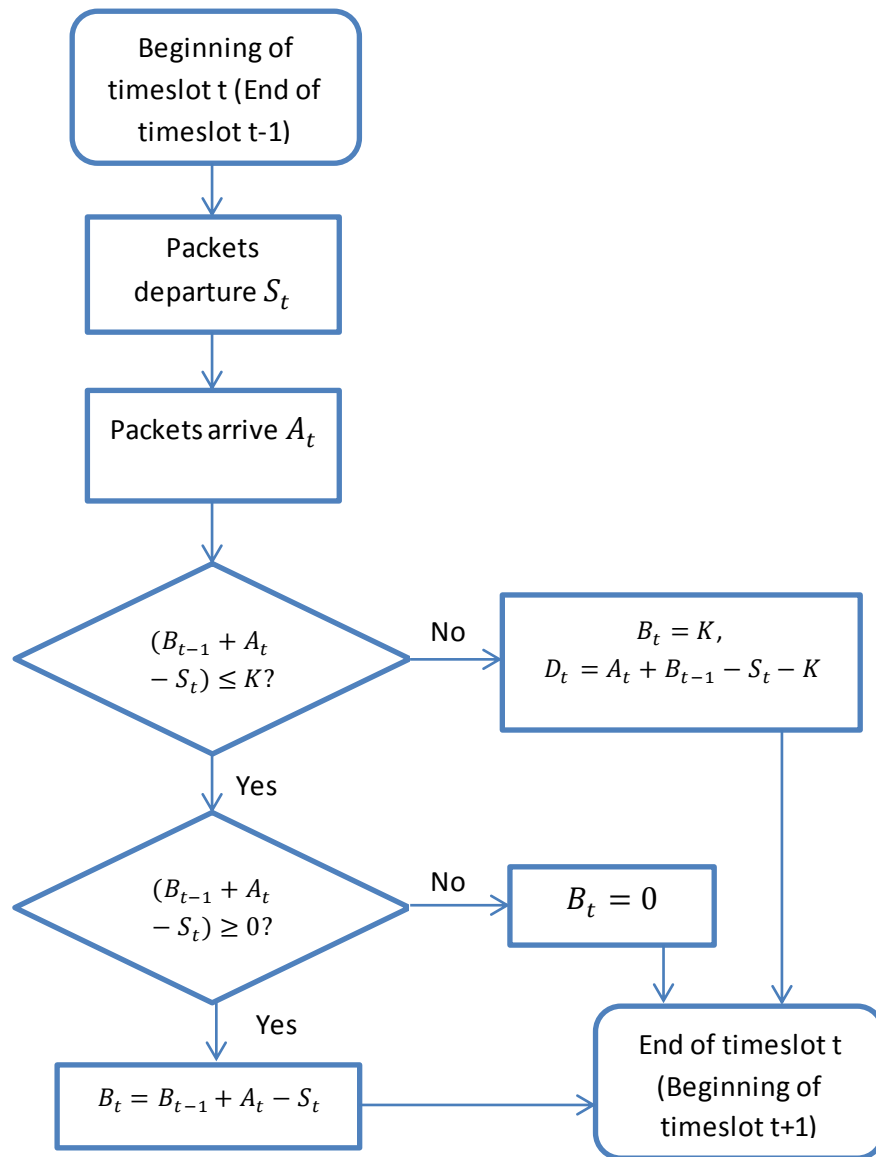 Beginning of
timeslot t (End of
timeslot t-1)
Packets
departure $S_t$
Packets arrive $A_t$
$(B_{t-1} + A_t$
$- S_t) \leq K?$
No
$B_t = K,$
$D_t = A_t + B_{t-1} - S_t - K$
Yes
$(B_{t-1} + A_t$
$- S_t) \geq 0?$
No
$B_t = 0$
Yes
$B_t = B_{t-1} + A_t - S_t$
End of timeslot t
(Beginning of
timeslot t+1)